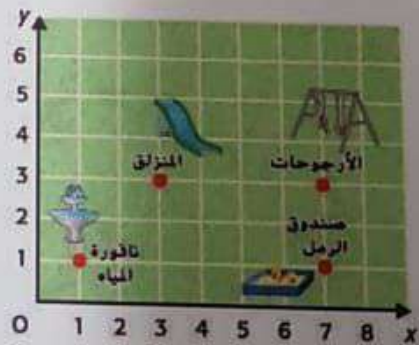 y
6
5
4
3
2
1
المنزلق
الأرجوحات
نافورة
المياه
صندوق
الرمل
O 1 2 3 4 5 6 7 8 x